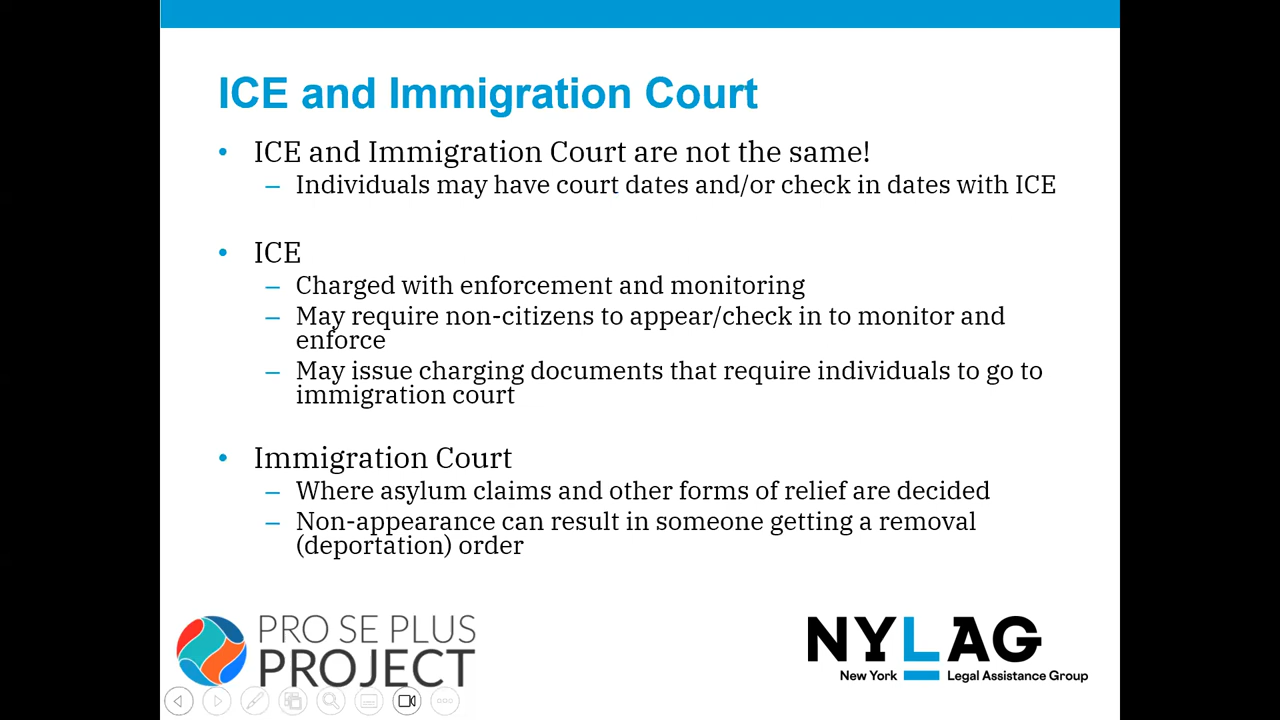 ICE and Immigration Court
• ICE and Immigration Court are not the same!
– Individuals may have court dates and/or check in dates with ICE
• ICE
– Charged with enforcement and monitoring
– May require non-citizens to appear/check in to monitor and
enforce
– May issue charging documents that require individuals to go to
immigration court
• Immigration Court
– Where asylum claims and other forms of relief are decided
– Non-appearance can result in someone getting a removal
(deportation) order
PRO SE PLUS
PROJECT
NYLAG
New York Legal Assistance Group